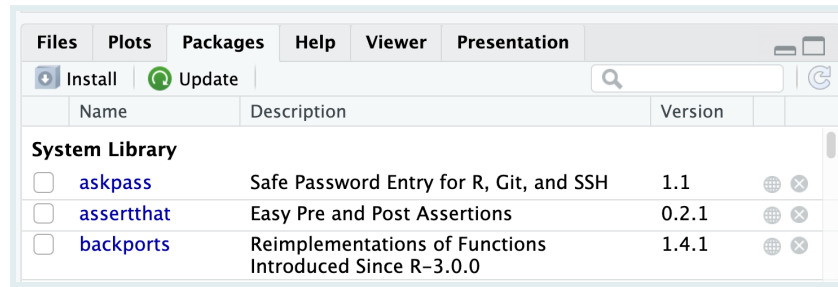 Files Plots Packages Help Viewer Presentation
Install Update
Name Description Version
System Library
askpass Safe Password Entry for R, Git, and SSH 1.1
assertthat Easy Pre and Post Assertions 0.2.1
backports Reimplementations of Functions 1.4.1
Introduced Since R-3.0.0